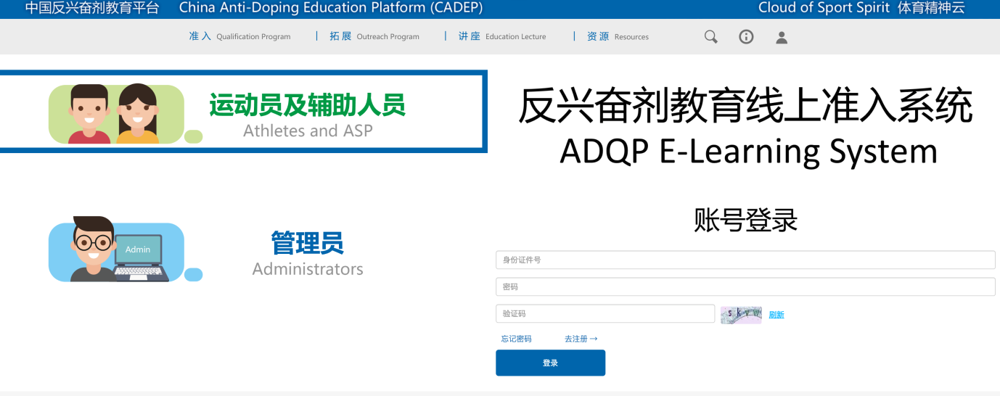 中国反兴奋剂教育平台 China Anti-Doping Education Platform (CADEP) Cloud of Sport Spirit 体育精神云
准入 Qualification Program | 拓展 Outreach Program | 讲座 Education Lecture | 资源 Resources
运动员及辅助人员
Athletes and ASP
Admin
管理员
Administrators
反兴奋剂教育线上准入系统
ADQP E-Learning System
账号登录
身份证件号
密码
验证码 s k v w 刷新
忘记密码 去注册 →
登录